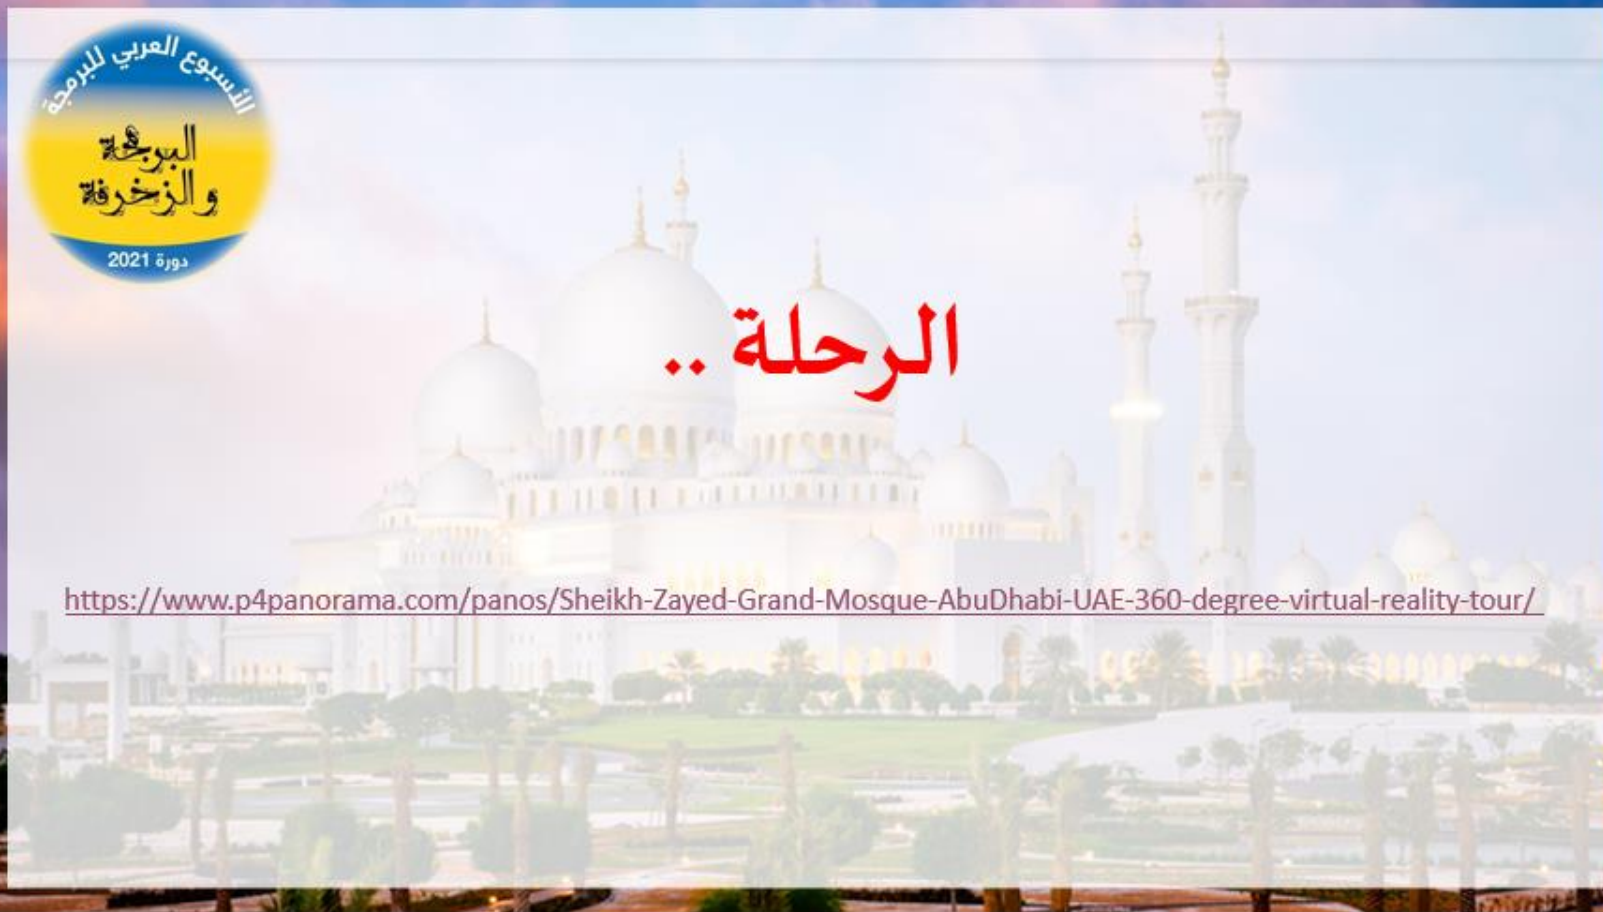 الأسبوع العربي للبرمجة
البرمجة
و الزخرفة
دورة 2021
الرحلة ..
https://www.p4panorama.com/panos/Sheikh-Zayed-Grand-Mosque-AbuDhabi-UAE-360-degree-virtual-reality-tour/